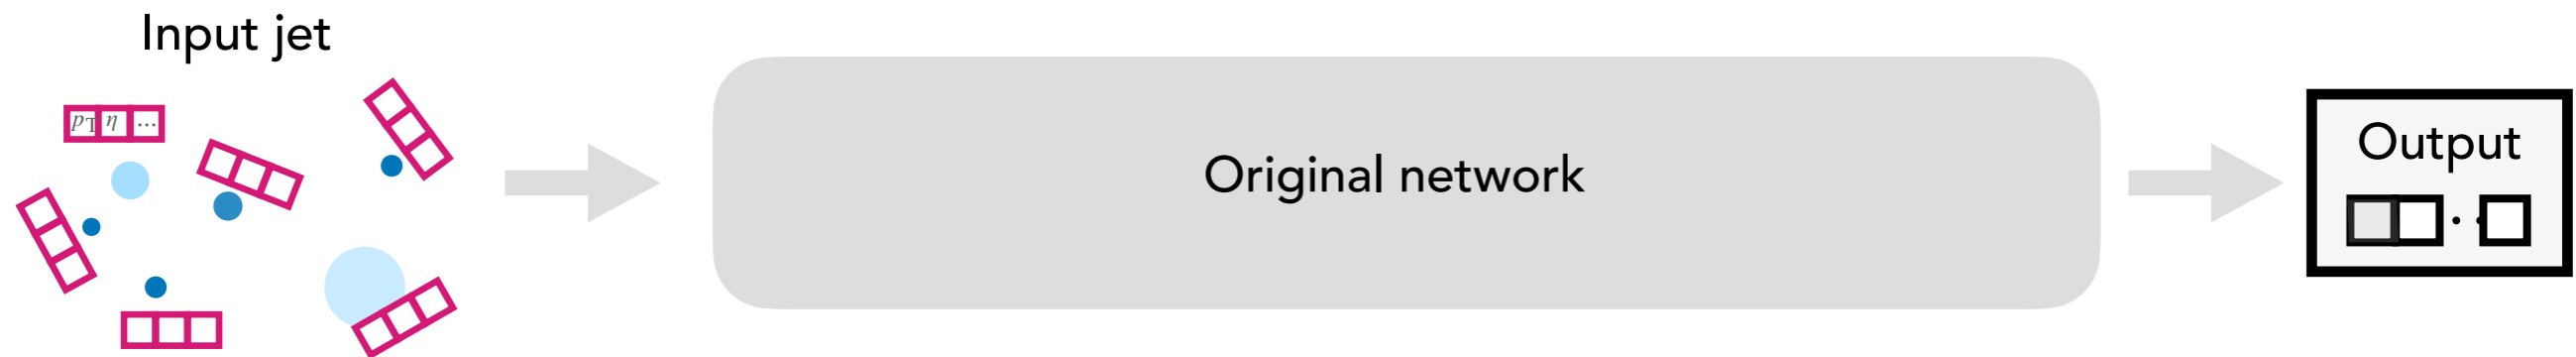 Input jet
pT η ...
Original network
Output